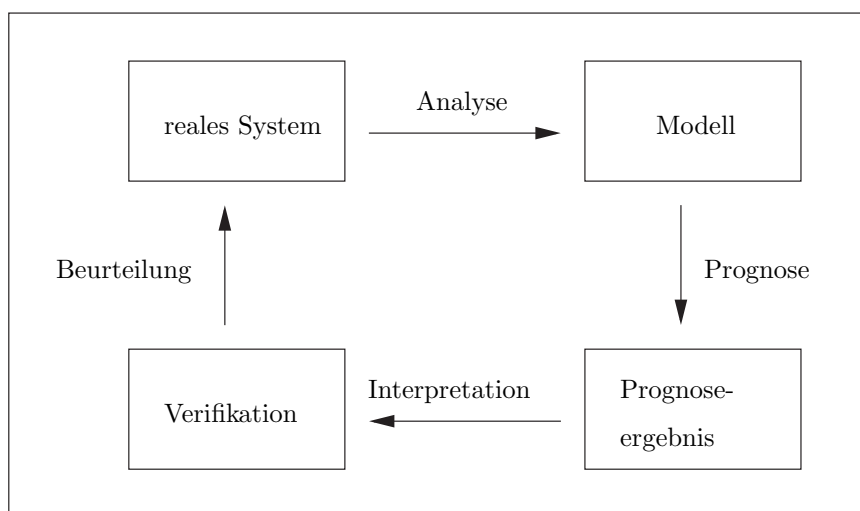 Analyse
reales System
Modell
Beurteilung
Prognose
Interpretation
Prognose-
Verifikation
ergebnis